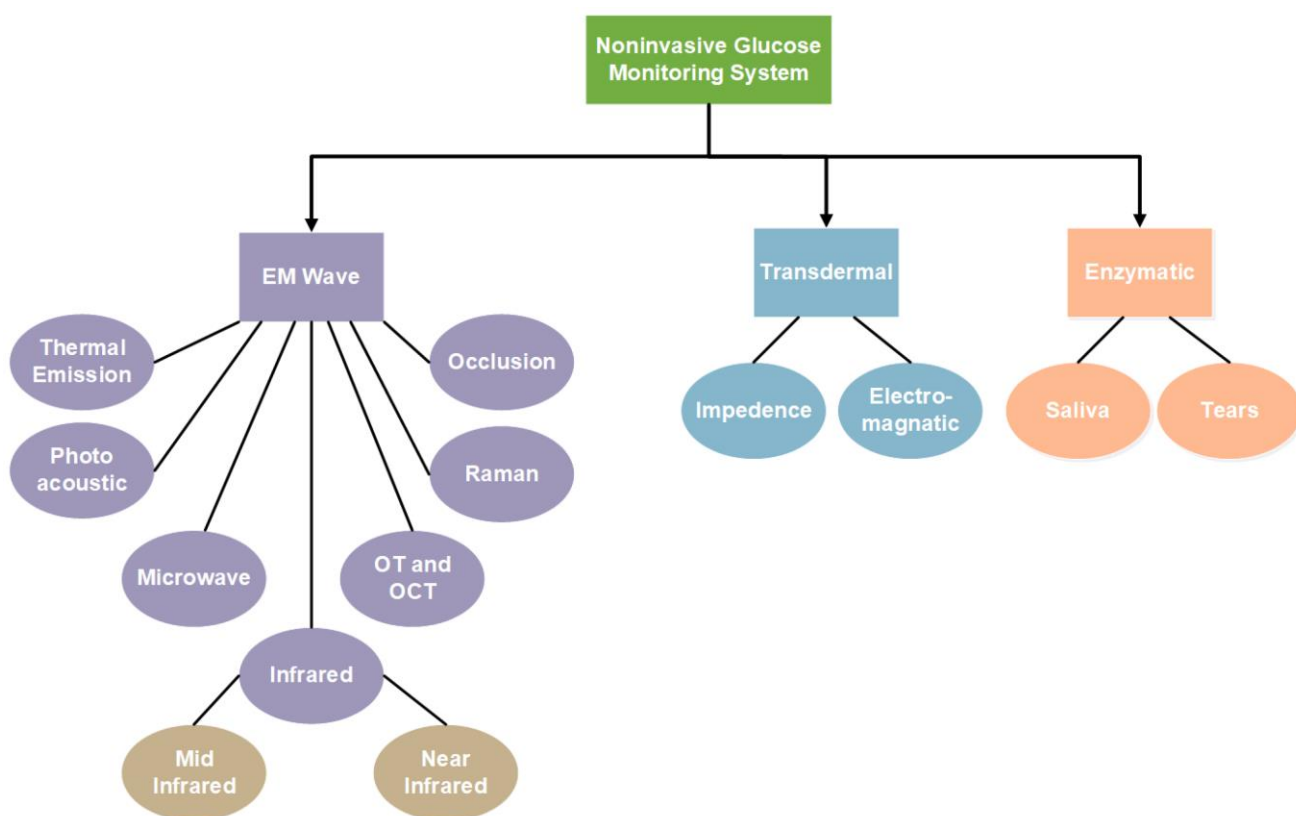 Noninvasive Glucose
Monitoring System
EM Wave
Transdermal
Enzymatic
Thermal
Emission
Occlusion
Impedence
Electro-
magnatic
Saliva
Tears
Photo
acoustic
Raman
Microwave
OT and
OCT
Infrared
Mid
Infrared
Near
Infrared